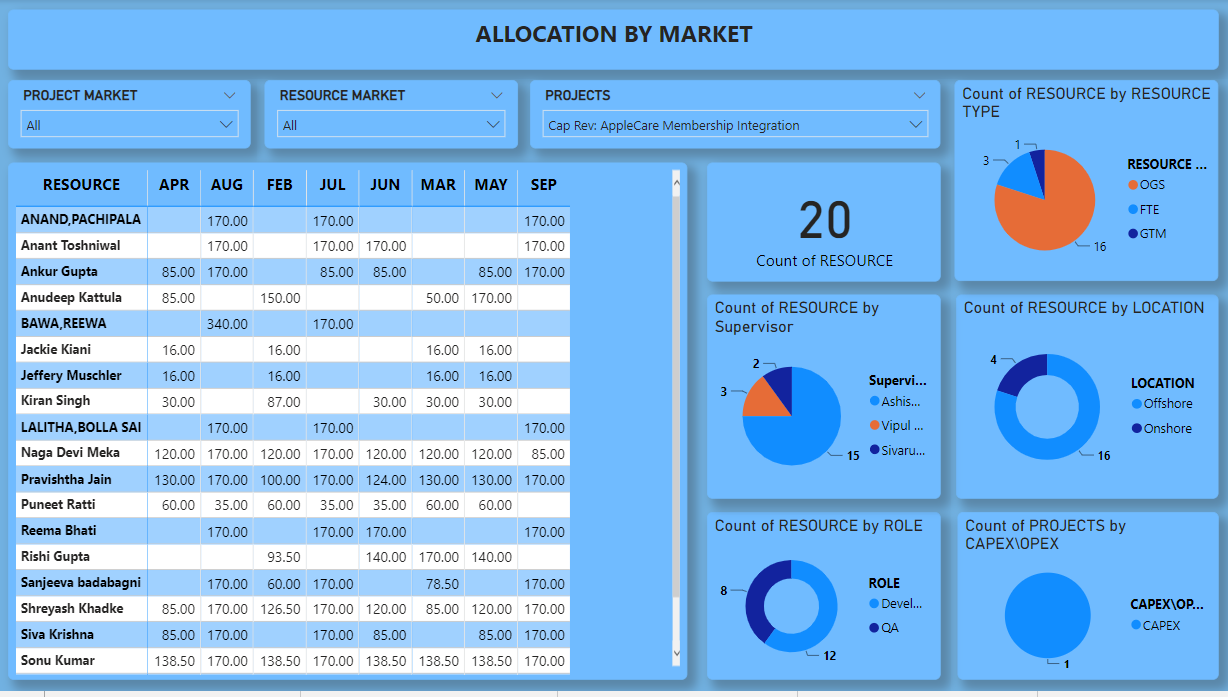 ALLOCATION BY MARKET
PROJECT MARKET
All
RESOURCE MARKET
All
PROJECTS
Cap Rev: AppleCare Membership Integration
RESOURCE APR AUG FEB JUL JUN MAR MAY SEP
ANAND,PACHIPALA 170.00 170.00 170.00
Anant Toshniwal 170.00 170.00 170.00 170.00
Ankur Gupta 85.00 170.00 85.00 85.00 85.00 170.00
Anudeep Kattula 85.00 150.00 50.00 170.00
BAWA,REEWA 340.00 170.00
Jackie Kiani 16.00 16.00 16.00 16.00
Jeffery Muschler 16.00 16.00 16.00 16.00
Kiran Singh 30.00 87.00 30.00 30.00 30.00
LALITHA,BOLLA SAI 170.00 170.00 170.00
Naga Devi Meka 120.00 170.00 120.00 170.00 120.00 120.00 120.00 85.00
Pravishtha Jain 130.00 170.00 100.00 170.00 124.00 130.00 130.00 170.00
Puneet Ratti 60.00 35.00 60.00 35.00 35.00 60.00 60.00
Reema Bhati 170.00 170.00 170.00 170.00
Rishi Gupta 93.50 140.00 170.00 140.00
Sanjeeva badabagni 170.00 60.00 170.00 78.50 170.00
Shreyash Khadke 85.00 170.00 126.50 170.00 120.00 85.00 120.00 170.00
Siva Krishna 85.00 170.00 170.00 85.00 85.00 170.00
Sonu Kumar 138.50 170.00 138.50 170.00 138.50 138.50 138.50 170.00
20
Count of RESOURCE
Count of RESOURCE by RESOURCE
TYPE
1
3
16
RESOURCE ...
OGS
FTE
GTM
Count of RESOURCE by
Supervisor
2
3
15
Supervi...
Ashis...
Vipul ...
Sivaru...
Count of RESOURCE by LOCATION
4
16
LOCATION
Offshore
Onshore
Count of RESOURCE by ROLE
8
12
ROLE
Devel...
QA
Count of PROJECTS by
CAPEX\OPEX
1
CAPEX\OP...
CAPEX